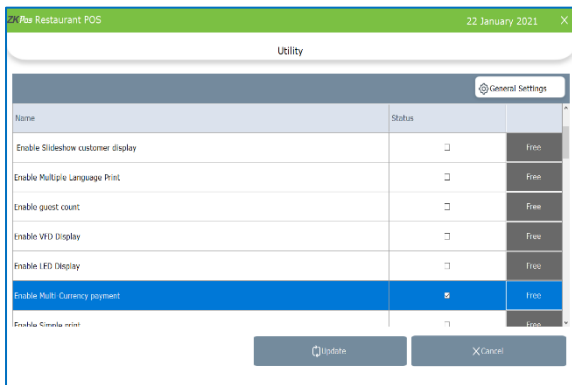 ZKPos Restaurant POS 22 January 2021 X
Utility
General Settings
Name Status
Enable Slideshow customer display Free
Enable Multiple Language Print Free
Enable guest count Free
Enable VFD Display Free
Enable LED Display Free
Enable Multi Currency payment Free
Enable Simple print Free
Update Cancel